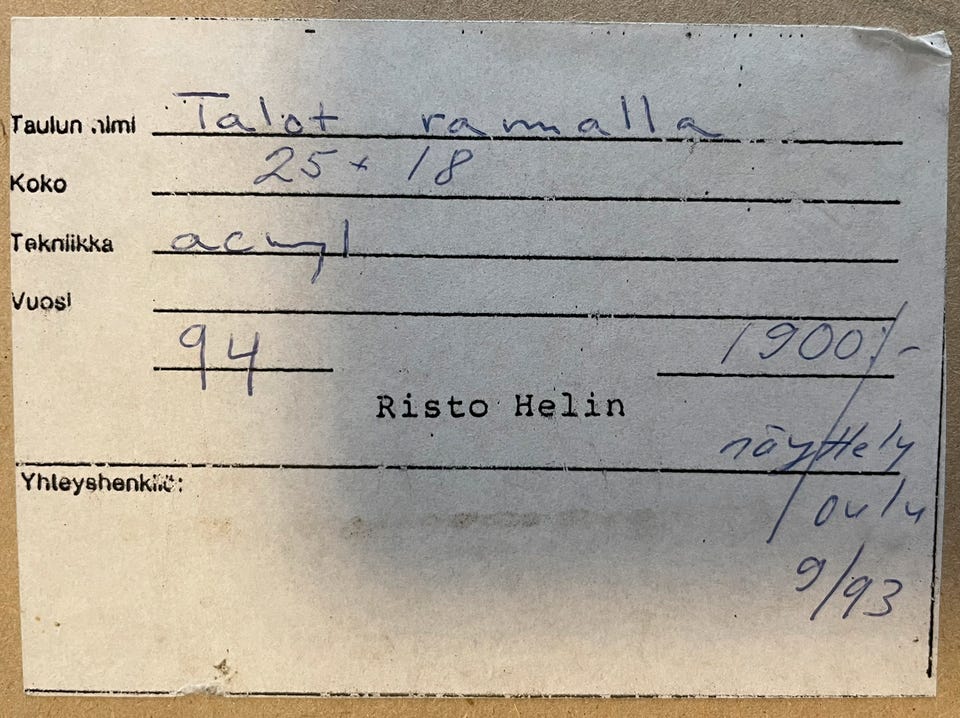 Taulun nimi Talot rannalla
Koko 25 x 18
Tekniikka acryl
Vuosi
94 1900:/-
Risto Helin
näyttely
Yhteyshenkilö:
oulu
9/93